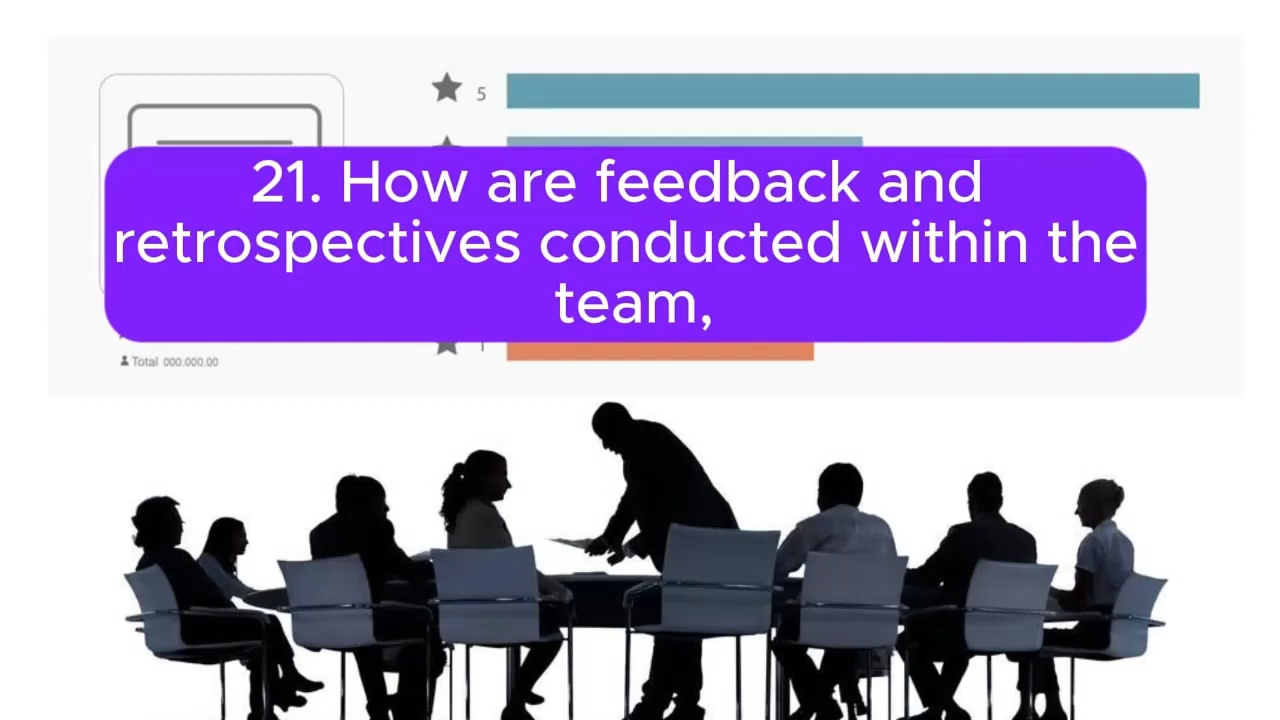 5
21. How are feedback and
retrospectives conducted within the
team,
Total 000.000.00